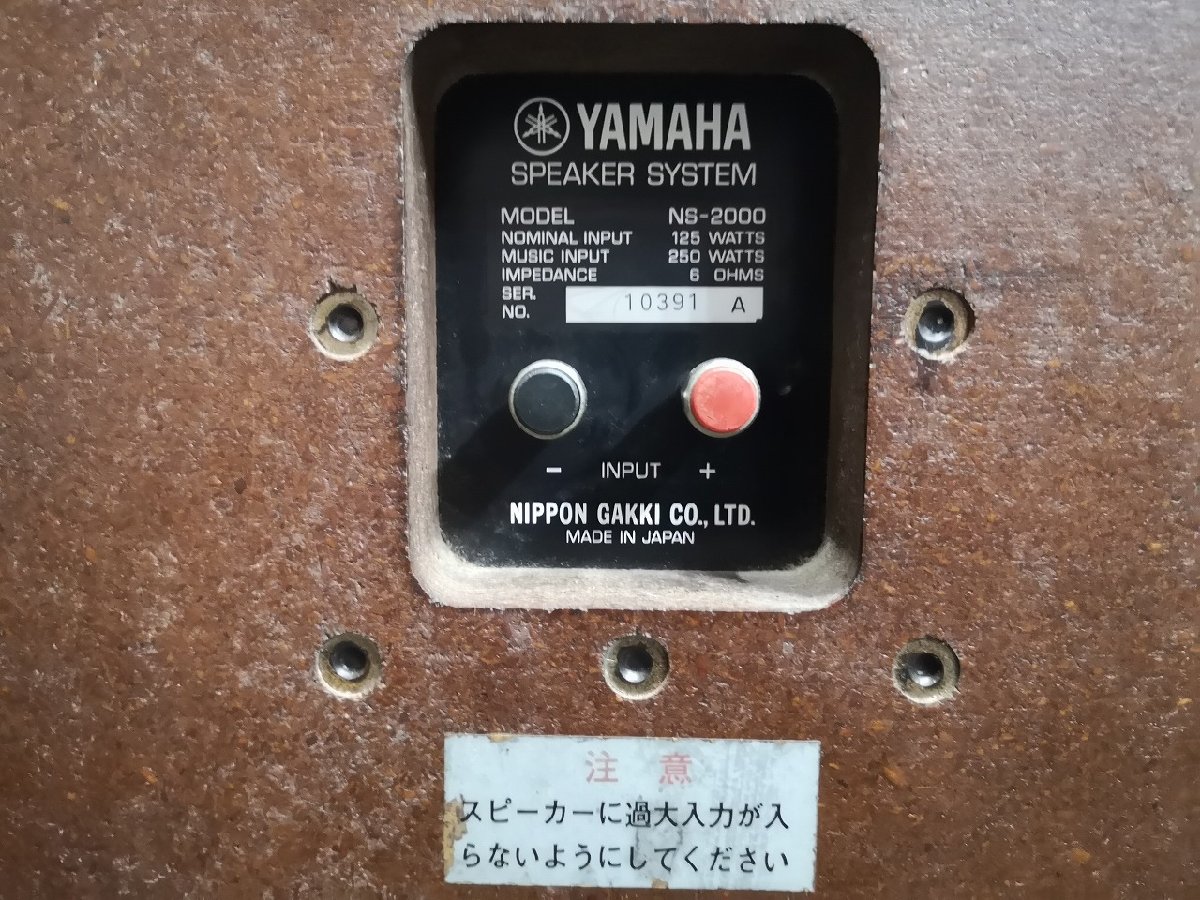 YAMAHA
SPEAKER SYSTEM
MODEL NS-2000
NOMINAL INPUT 125 WATTS
MUSIC INPUT 250 WATTS
IMPEDANCE 6 OHMS
SER.
NO. 10391 A
- INPUT +
NIPPON GAKKI CO., LTD.
MADE IN JAPAN
注意
スピーカーに過大入力が入
らないようにしてください